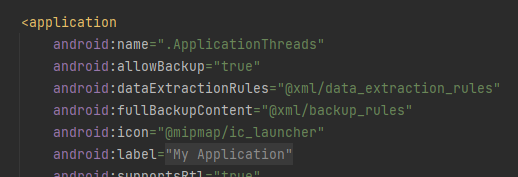 <application
android:name=".ApplicationThreads"
android:allowBackup="true"
android:dataExtractionRules="@xml/data_extraction_rules"
android:fullBackupContent="@xml/backup_rules"
android:icon="@mipmap/ic_launcher"
android:label="My Application"
android:supportsRtl="true"